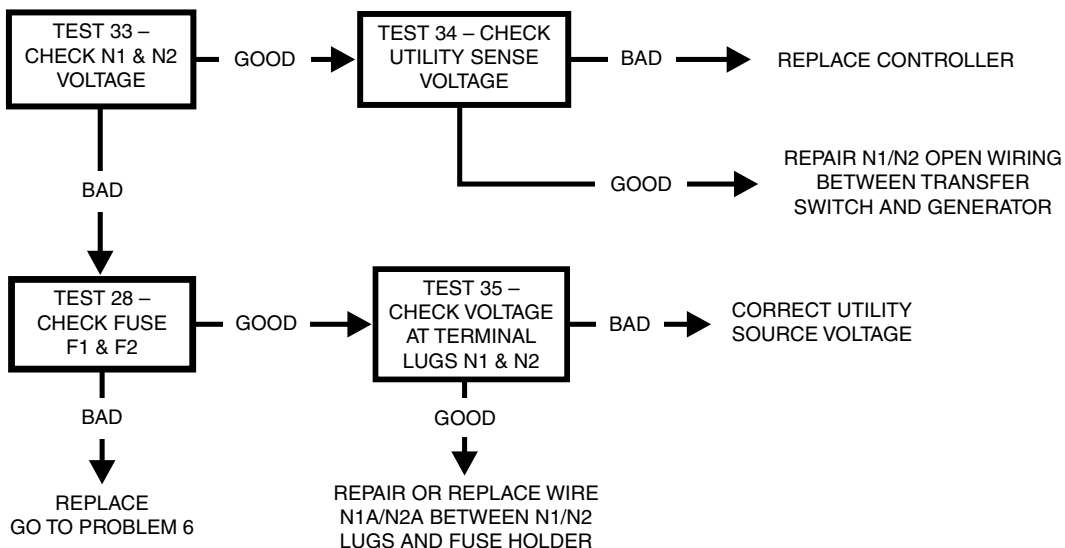 TEST 33 –
CHECK N1 & N2
VOLTAGE
GOOD
TEST 34 – CHECK
UTILITY SENSE
VOLTAGE
BAD
REPLACE CONTROLLER
GOOD
REPAIR N1/N2 OPEN WIRING
BETWEEN TRANSFER
SWITCH AND GENERATOR
BAD
TEST 28 –
CHECK FUSE
F1 & F2
GOOD
TEST 35 –
CHECK VOLTAGE
AT TERMINAL
LUGS N1 & N2
BAD
CORRECT UTILITY
SOURCE VOLTAGE
BAD
GOOD
REPLACE
GO TO PROBLEM 6
REPAIR OR REPLACE WIRE
N1A/N2A BETWEEN N1/N2
LUGS AND FUSE HOLDER